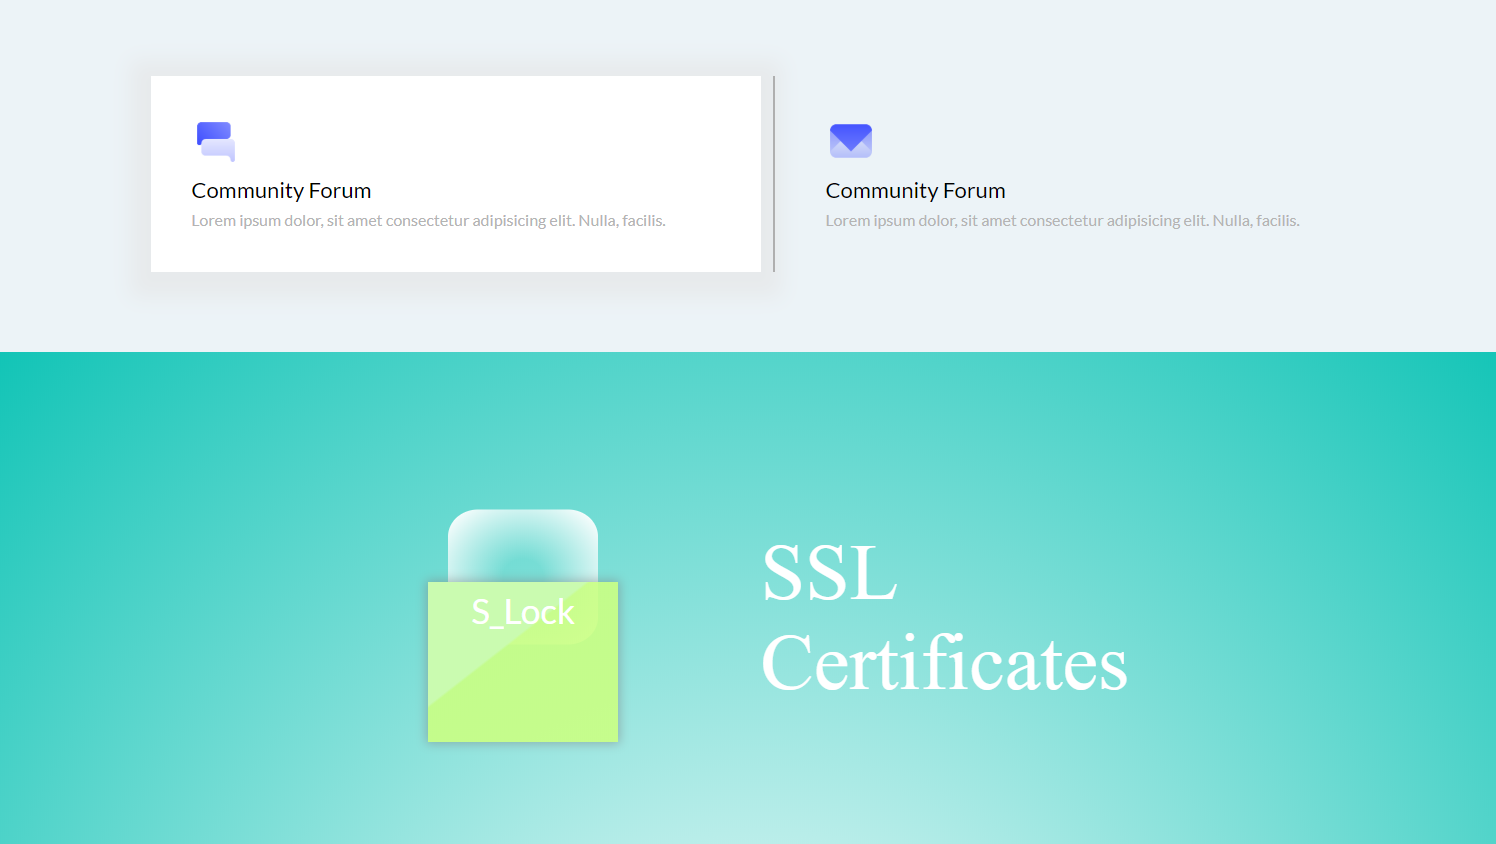 Community Forum
Lorem ipsum dolor, sit amet consectetur adipisicing elit. Nulla, facilis.
Community Forum
Lorem ipsum dolor, sit amet consectetur adipisicing elit. Nulla, facilis.
S_Lock
SSL
Certificates